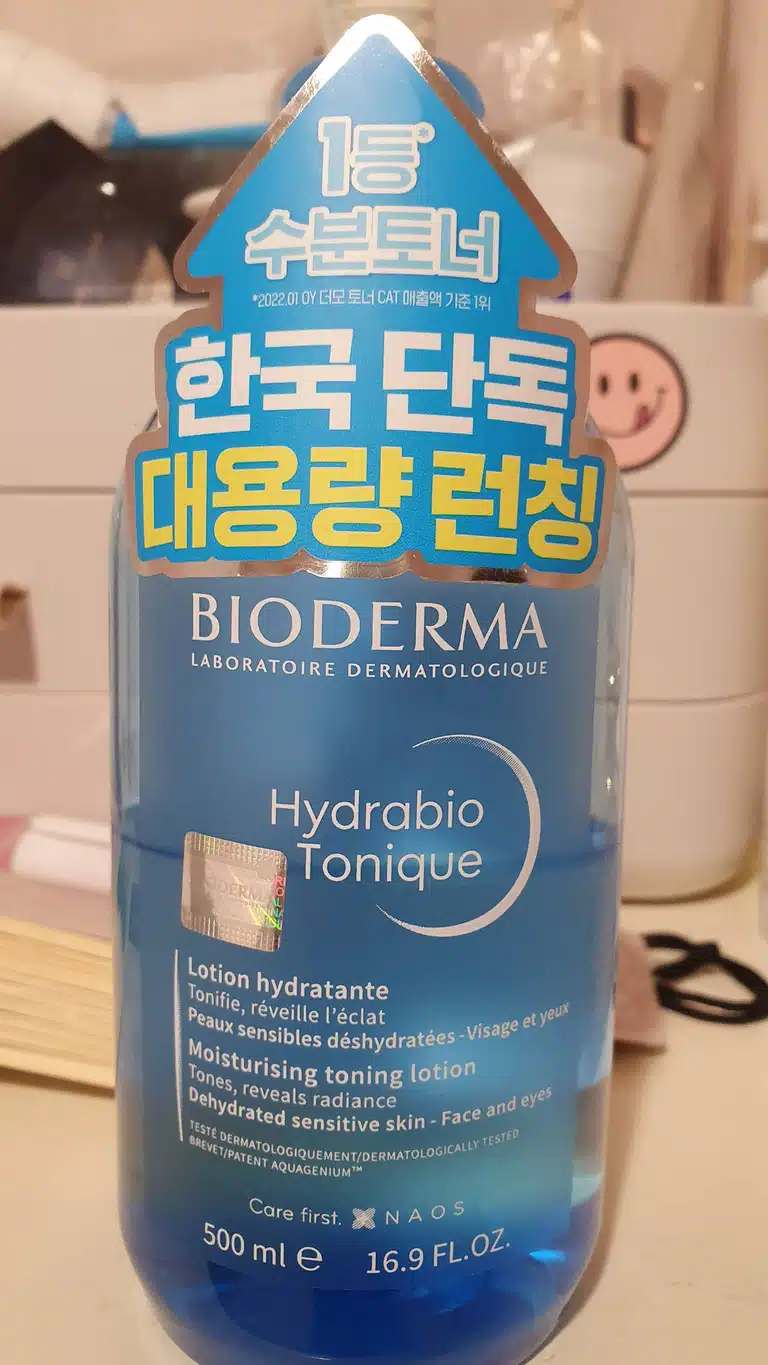 1등*
수분토너
*2022.01 OY 더모 토너 CAT 매출액 기준 1위
한국 단독
대용량 런칭
BIODERMA
LABORATOIRE DERMATOLOGIQUE
Hydrabio
Tonique
BIODERMA
Lotion hydratante
Tonifie, réveille l'éclat
Peaux sensibles déshydratées - Visage et yeux
Moisturising toning lotion
Tones, reveals radiance
Dehydrated sensitive skin - Face and eyes
TESTÉ DERMATOLOGIQUEMENT/DERMATOLOGICALLY TESTED
BREVET/PATENT AQUAGENIUM™
Care first. NAOS
500 ml ℮ 16.9 FL.OZ.